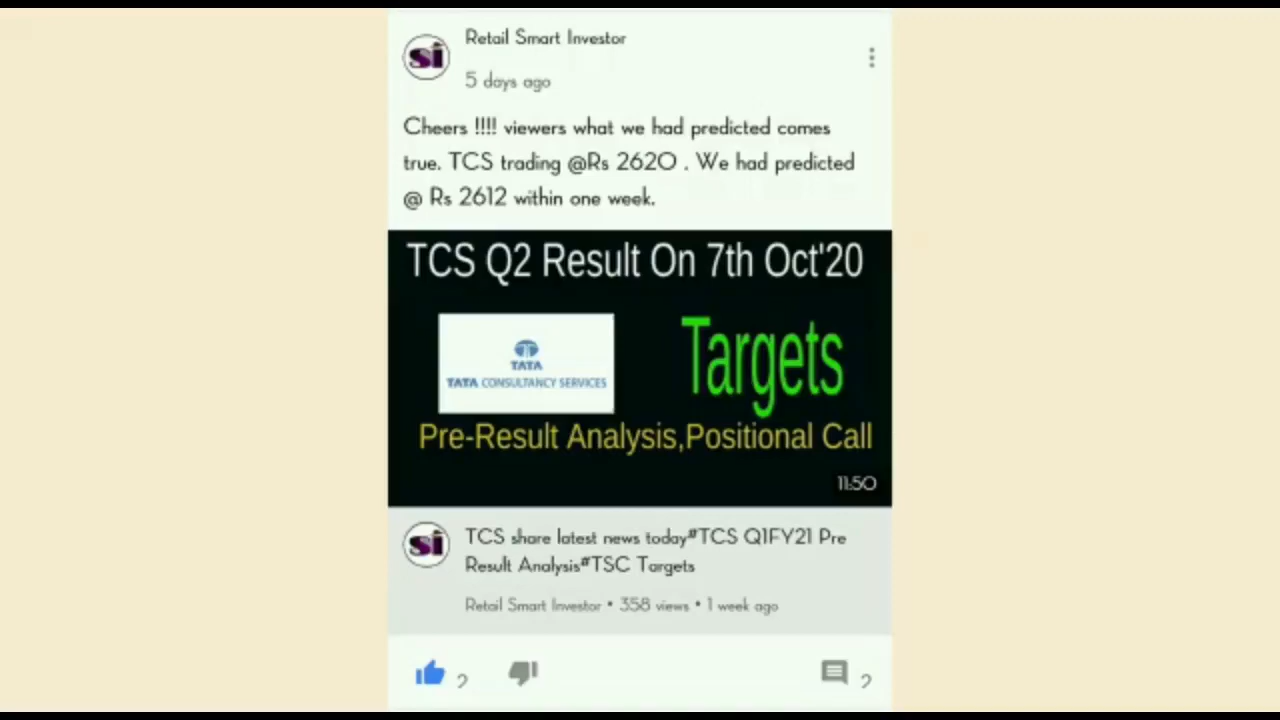 si
Retail Smart Investor
5 days ago
Cheers !!!! viewers what we had predicted comes
true. TCS trading @Rs 2620 . We had predicted
@ Rs 2612 within one week.
TCS Q2 Result On 7th Oct'20
TATA
TATA CONSULTANCY SERVICES
Targets
Pre-Result Analysis,Positional Call
11:50
si
TCS share latest news today#TCS Q1FY21 Pre
Result Analysis#TSC Targets
Retail Smart Investor • 358 views • 1 week ago
2
2